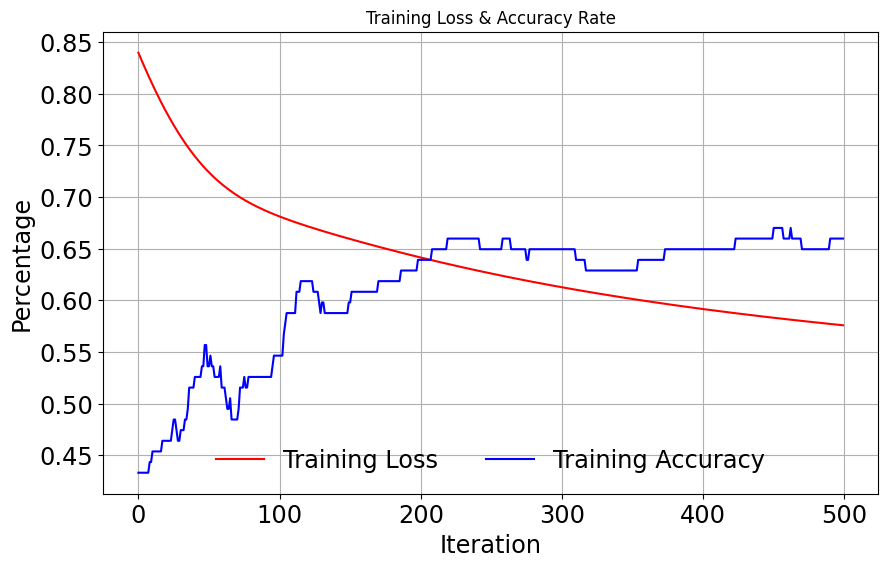 Training Loss & Accuracy Rate
0.85
0.80
0.75
0.70
0.65
0.60
0.55
0.50
0.45
Percentage
Training Loss Training Accuracy
0 100 200 300 400 500
Iteration